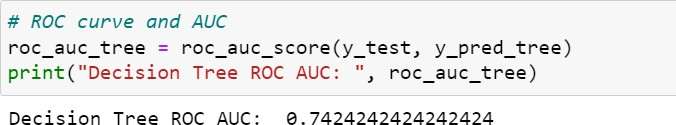 # ROC curve and AUC
roc_auc_tree = roc_auc_score(y_test, y_pred_tree)
print("Decision Tree ROC AUC: ", roc_auc_tree)
Decision Tree ROC AUC:  0.7424242424242424